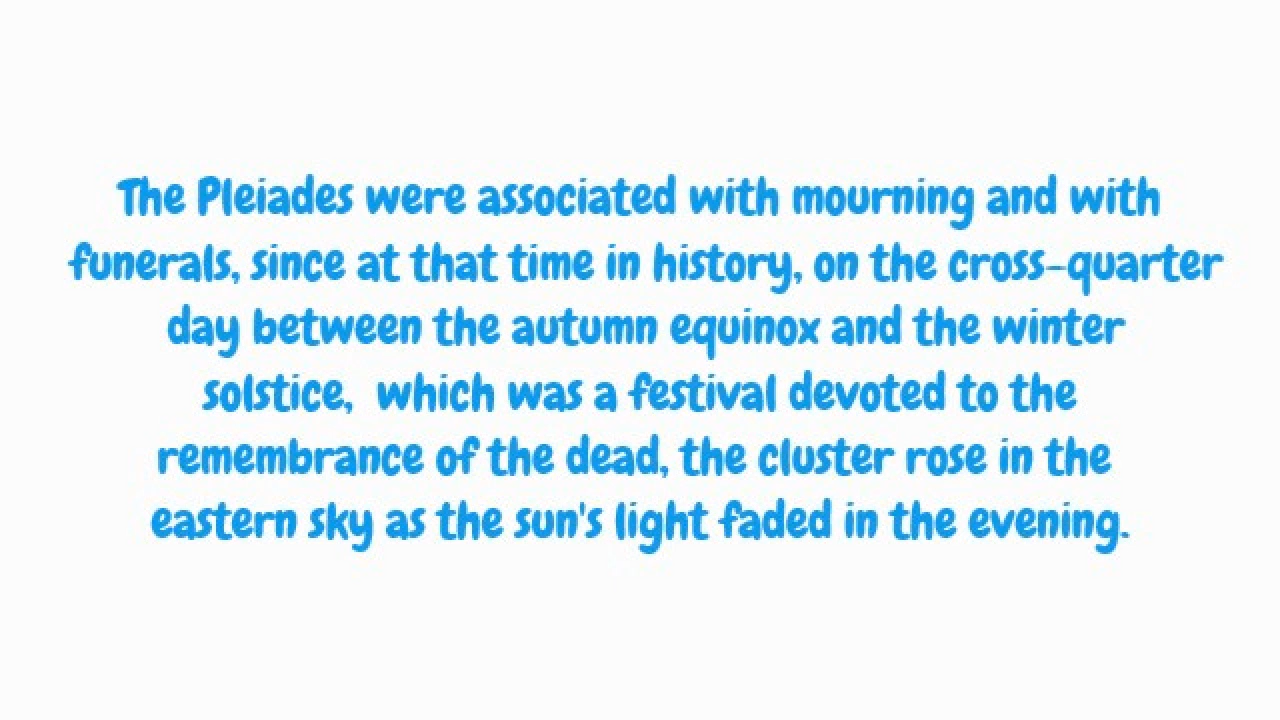 The Pleiades were associated with mourning and with
funerals, since at that time in history, on the cross-quarter
day between the autumn equinox and the winter
solstice,  which was a festival devoted to the
remembrance of the dead, the cluster rose in the
eastern sky as the sun's light faded in the evening.